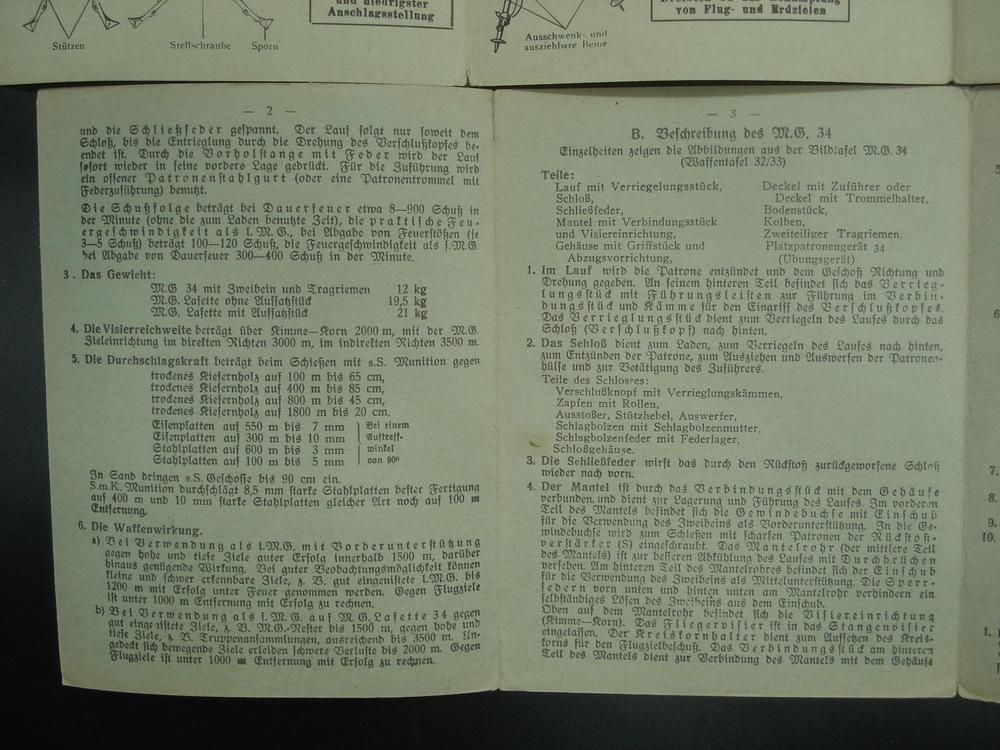 und niedrigster
Anschlagsstellung
Stützen
Stellschraube
Sporn
Ausschwenk- und
ausziehbare Beine
von Flug- und Erdzielen
— 2 —
und die Schließfeder gespannt. Der Lauf folgt nur soweit dem
Schloß, bis die Entrieglung durch die Drehung des Verschlußkopfes be-
endet ist. Durch die Vorholstange mit Feder wird der Lauf
sofort wieder in seine vordere Lage gedrückt. Für die Zuführung wird
ein offener Patronenstahlgurt (oder eine Patronentrommel mit
Federzuführung) benutzt.
Die Schußfolge beträgt bei Dauerfeuer etwa 8—900 Schuß in
der Minute (ohne die zum Laden benutzte Zeit), die praktische Feu-
ergeschwindigkeit als l. M.G., bei Abgabe von Feuerstößen (je
3—5 Schuß) beträgt 100—120 Schuß, die Feuergeschwindigkeit als s.M.G.
bei Abgabe von Dauerfeuer 300—400 Schuß in der Minute.
3. Das Gewicht:
M.G 34 mit Zweibein und Tragriemen 12 kg
M.G. Lafette ohne Aufsatzstück 19,5 kg
M.G. Lafette mit Aufsatzstück 21 kg
4. Die Visierreichweite beträgt über Kimme—Korn 2000 m, mit der M.G.
Zieleinrichtung im direkten Richten 3000 m, im indirekten Richten 3500 m.
5. Die Durchschlagskraft beträgt beim Schießen mit s.S. Munition gegen
trockenes Kiefernholz auf 100 m bis 65 cm,
trockenes Kiefernholz auf 400 m bis 85 cm,
trockenes Kiefernholz auf 800 m bis 45 cm,
trockenes Kiefernholz auf 1800 m bis 20 cm.
Eisenplatten auf 550 m bis 7 mm Bei einem
Eisenplatten auf 300 m bis 10 mm Auftreff-
Stahlplatten auf 600 m bis 3 mm winkel
Stahlplatten auf 100 m bis 5 mm von 90°
In Sand dringen s.S. Geschosse bis 90 cm ein.
S.m.K. Munition durchschlägt 8,5 mm starke Stahlplatten bester Fertigung
auf 400 m und 10 mm starke Stahlplatten gleicher Art noch auf 100 m
Entfernung.
6. Die Waffenwirkung.
a) Bei Verwendung als l.M.G. mit Vorderunterstützung
gegen hohe und tiefe Ziele guter Erfolg innerhalb 1500 m, darüber
hinaus genügende Wirkung. Bei guter Beobachtungsmöglichkeit können
kleine und schwer erkennbare Ziele, z. B. gut eingenistete l.M.G. bis
1200 m mit Erfolg unter Feuer genommen werden. Gegen Flugziele
ist unter 1000 m Entfernung mit Erfolg zu rechnen.
b) Bei Verwendung als s. M.G. auf M.G.Lafette 34 gegen
gut eingenistete Ziele, z. B. M.G.-Nester bis 1500 m, gegen hohe und
tiefe Ziele, z. B. Truppenansammlungen, ausreichend bis 3500 m. Un-
gedeckt sich bewegende Ziele erleiden schwere Verluste bis 2000 m. Gegen
Flugziele ist unter 1000 m Entfernung mit Erfolg zu rechnen.
— 3 —
B. Beschreibung des M.G. 34
Einzelheiten zeigen die Abbildungen aus der Bildtafel M.G. 34
(Waffentafel 32/33)
Teile:
Lauf mit Verriegelungsstück, Deckel mit Zuführer oder
Schloß, Deckel mit Trommelhalter,
Schließfeder, Bodenstück,
Mantel mit Verbindungsstück Kolben,
und Visiereinrichtung, Zweiteiliger Tragriemen.
Gehäuse mit Griffstück und Platzpatronengerät 34
Abzugsvorrichtung, (Übungsgerät)
1. Im Lauf wird die Patrone entzündet und dem Geschoß Richtung und
Drehung gegeben. An seinem hinteren Teil befindet sich das Verrieg-
lungsstück mit Führungsleisten zur Führung im Verbin-
dungsstück und Kämme für den Eingriff des Verschlußkopfes.
Das Verrieglungsstück dient zum Verriegeln des Laufes durch das
Schloß (Verschlußkopf) nach hinten.
2. Das Schloß dient zum Laden, zum Verriegeln des Laufes nach hinten,
zum Entzünden der Patrone, zum Ausziehen und Auswerfen der Patronen-
hülse und zur Betätigung des Zuführers.
Teile des Schlosses:
Verschlußknopf mit Verrieglungskämmen,
Zapfen mit Rollen,
Ausstoßer, Stützhebel, Auswerfer,
Schlagbolzen mit Schlagbolzenmutter,
Schlagbolzenfeder mit Federlager,
Schloßgehäuse.
3. Die Schließfeder wirft das durch den Rückstoß zurückgeworfene Schloß
wieder nach vorn.
4. Der Mantel ist durch das Verbindungsstück mit dem Gehäuse
verbunden und dient zur Lagerung und Führung des Laufes. Im vorderen
Teil des Mantels befindet sich die Gewindebuchse mit Einschub
für die Verwendung des Zweibeins als Vorderunterstützung. In die Ge-
windebuchse wird zum Schießen mit scharfen Patronen der Rückstoß-
verstärker (S) eingeschraubt. Das Mantelrohr (der mittlere Teil
des Mantels) ist zur besseren Abkühlung des Laufes mit Durchbrüchen
versehen. Am hinteren Teil des Mantelrohres befindet sich der Einschub
für die Verwendung des Zweibeins als Mittelunterstützung. Die Sperr-
federn vorn unten und hinten unten am Mantelrohr verhindern ein
selbständiges Lösen des Zweibeins aus dem Einschub.
Oben auf dem Mantelrohr befindet sich die Visiereinrichtung
(Kimme—Korn). Das Fliegervisier ist in das Stangenvisier
eingelassen. Der Kreiskornhalter dient zum Aufsetzen des Kreis-
korns für den Flugzielbeschuß. Das Verbindungsstück am hinteren
Teil des Mantels dient zur Verbindung des Mantels mit dem Gehäuse
7.
8.
9.
10.
1.